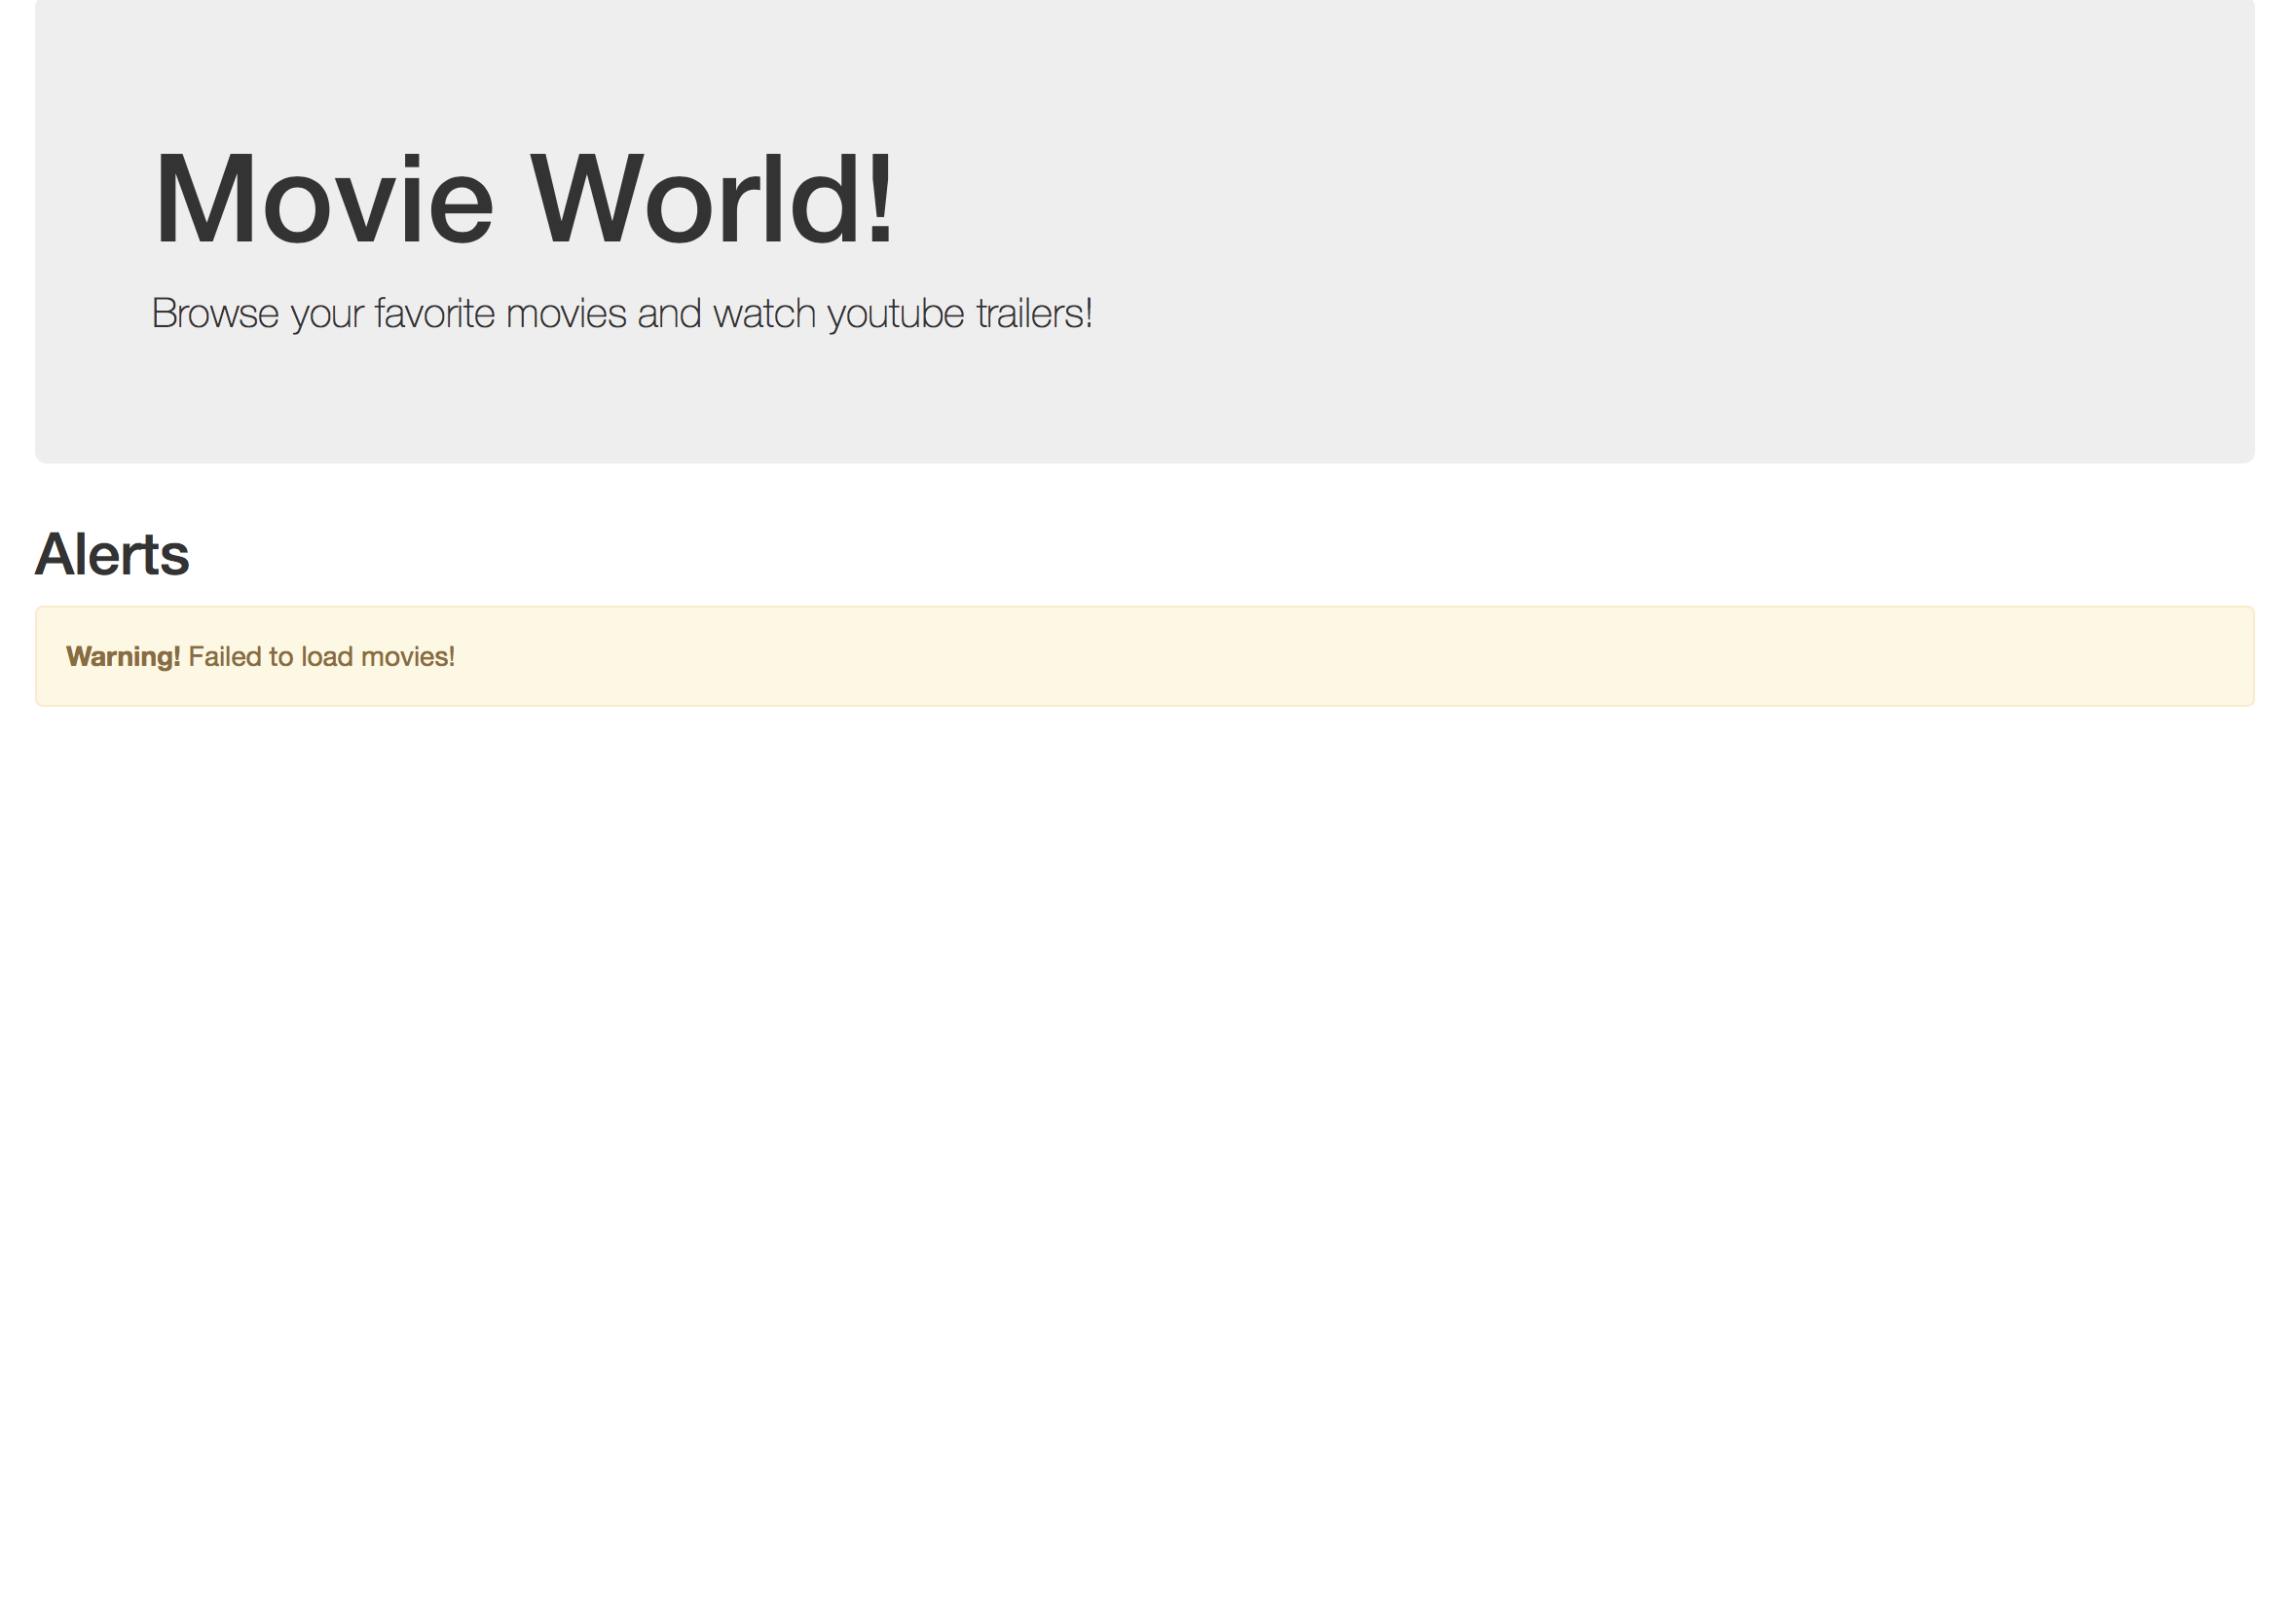 Movie World!
Browse your favorite movies and watch youtube trailers!
Alerts
Warning! Failed to load movies!